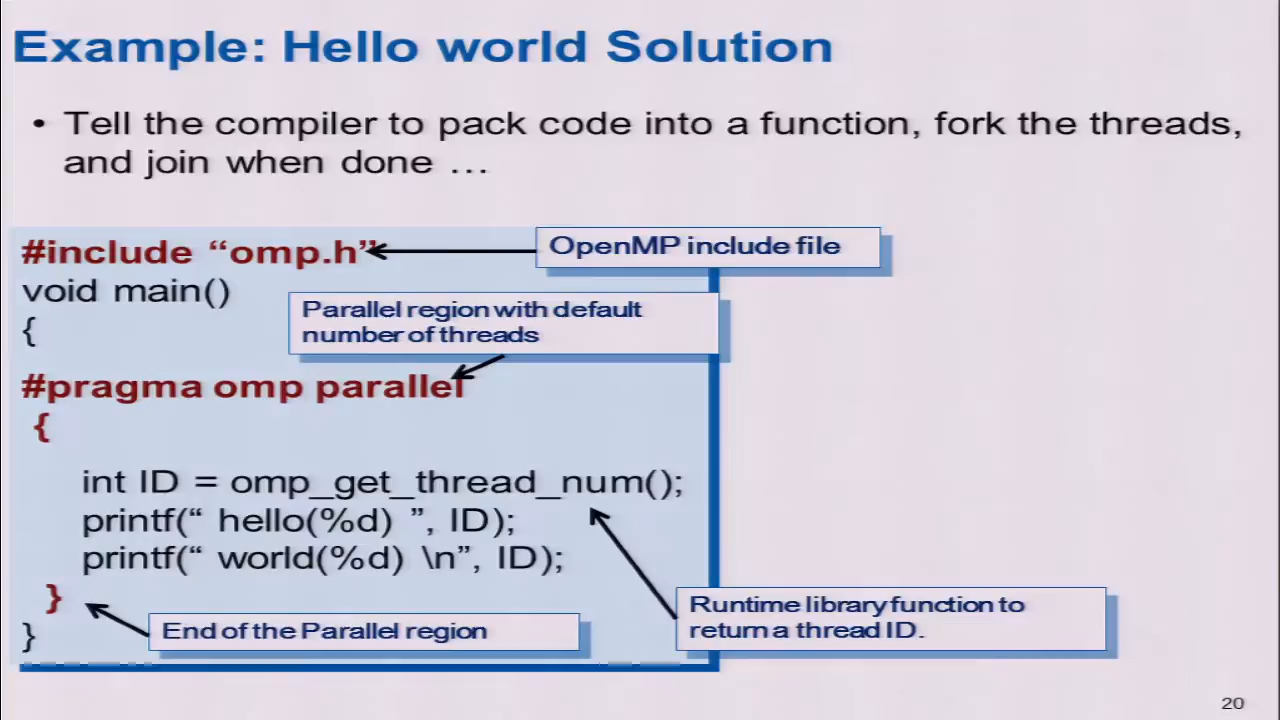 Example: Hello world Solution
• Tell the compiler to pack code into a function, fork the threads,
and join when done …
#include “omp.h”
OpenMP include file
void main()
Parallel region with default
number of threads
{
#pragma omp parallel
{
int ID = omp_get_thread_num();
printf(“ hello(%d) ”, ID);
printf(“ world(%d) \n”, ID);
}
Runtime library function to
return a thread ID.
End of the Parallel region
}
20